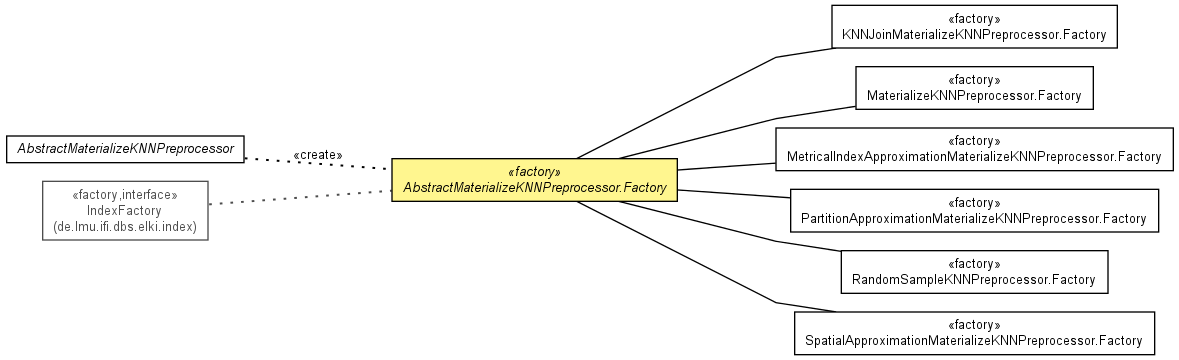 «factory»
KNNJoinMaterializeKNNPreprocessor.Factory
«factory»
MaterializeKNNPreprocessor.Factory
AbstractMaterializeKNNPreprocessor
«create»
«factory»
MetricalIndexApproximationMaterializeKNNPreprocessor.Factory
«factory»
AbstractMaterializeKNNPreprocessor.Factory
«factory,interface»
IndexFactory
(de.lmu.ifi.dbs.elki.index)
«factory»
PartitionApproximationMaterializeKNNPreprocessor.Factory
«factory»
RandomSampleKNNPreprocessor.Factory
«factory»
SpatialApproximationMaterializeKNNPreprocessor.Factory